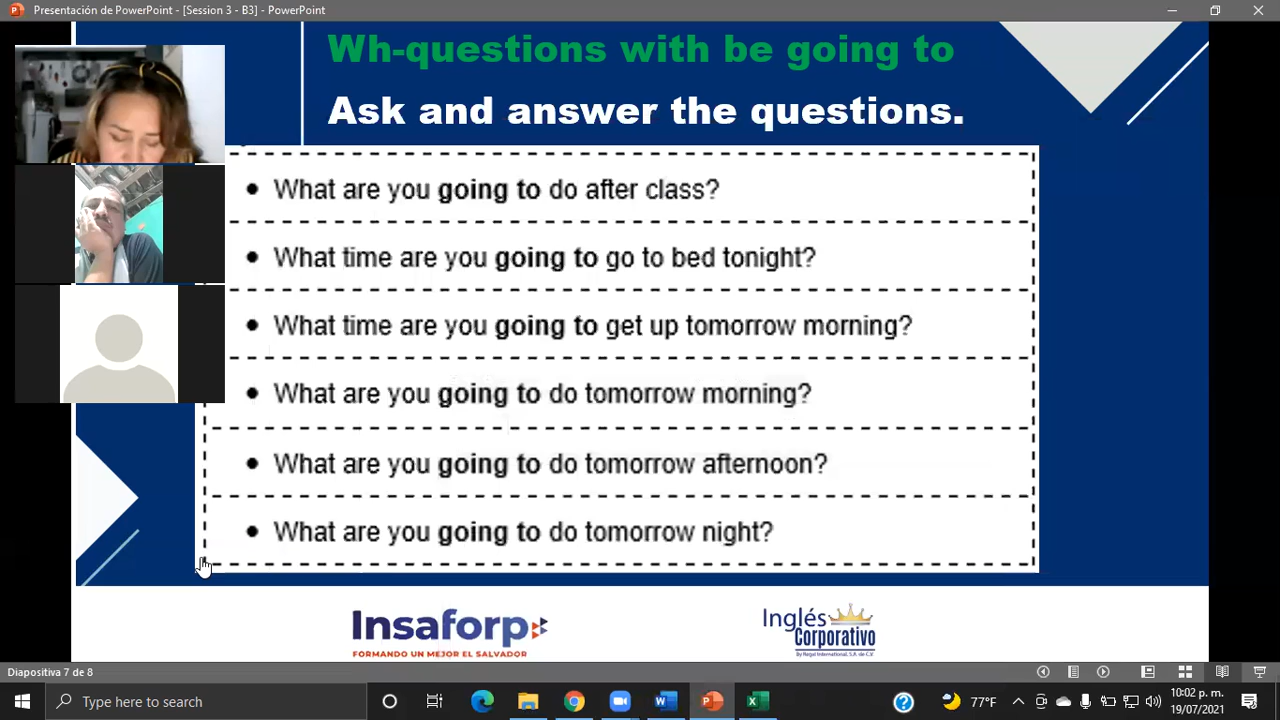 Presentación de PowerPoint - [Session 3 - B3] - PowerPoint
Wh-questions with be going to
Ask and answer the questions.
• What are you going to do after class?
• What time are you going to go to bed tonight?
• What time are you going to get up tomorrow morning?
• What are you going to do tomorrow morning?
• What are you going to do tomorrow afternoon?
• What are you going to do tomorrow night?
Insaforp
FORMANDO UN MEJOR EL SALVADOR
Inglés
Corporativo
By Regal International, S.A. de C.V.
Diapositiva 7 de 8
Type here to search
77°F
10:02 p. m.
19/07/2021